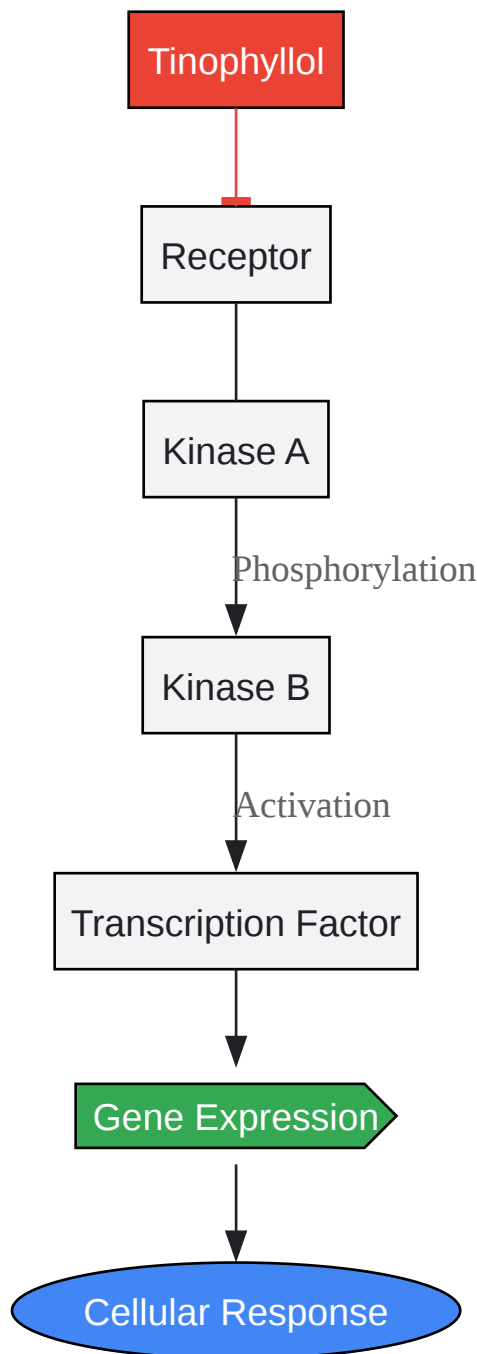 Tinophyllol
Receptor
Kinase A
Phosphorylation
Kinase B
Activation
Transcription Factor
Gene Expression
Cellular Response